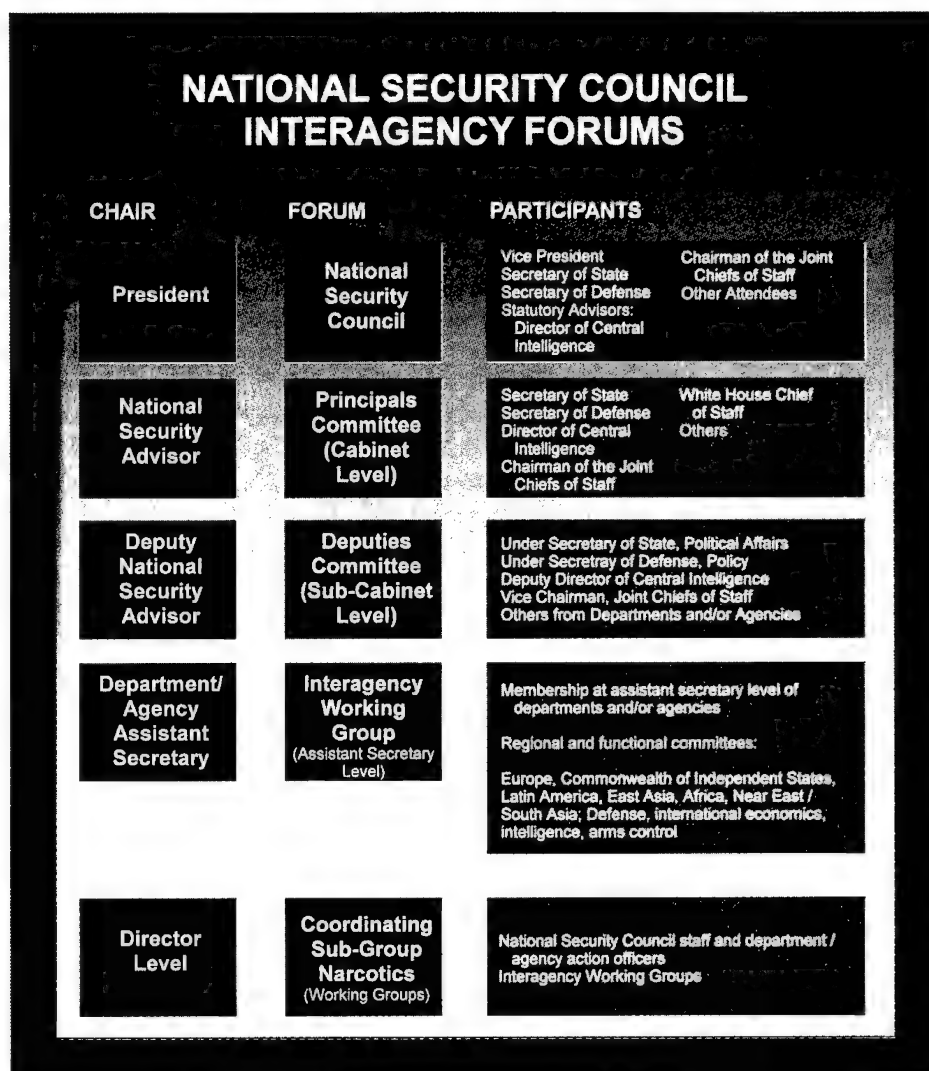 NATIONAL SECURITY COUNCIL
INTERAGENCY FORUMS
CHAIR
FORUM
PARTICIPANTS
President
National
Security
Council
Vice President
Secretary of State
Secretary of Defense
Statutory Advisors:
Director of Central
Intelligence
Chairman of the Joint
Chiefs of Staff
Other Attendees
National
Security
Advisor
Principals
Committee
(Cabinet
Level)
Secretary of State
Secretary of Defense
Director of Central
Intelligence
Chairman of the Joint
Chiefs of Staff
White House Chief
of Staff
Others
Deputy
National
Security
Advisor
Deputies
Committee
(Sub-Cabinet
Level)
Under Secretary of State, Political Affairs
Under Secretray of Defense, Policy
Deputy Director of Central Intelligence
Vice Chairman, Joint Chiefs of Staff
Others from Departments and/or Agencies
Department/
Agency
Assistant
Secretary
Interagency
Working
Group
(Assistant Secretary
Level)
Membership at assistant secretary level of
departments and/or agencies
Regional and functional committees:
Europe, Commonwealth of Independent States,
Latin America, East Asia, Africa, Near East /
South Asia; Defense, international economics,
intelligence, arms control
Director
Level
Coordinating
Sub-Group
Narcotics
(Working Groups)
National Security Council staff and department /
agency action officers
Interagency Working Groups